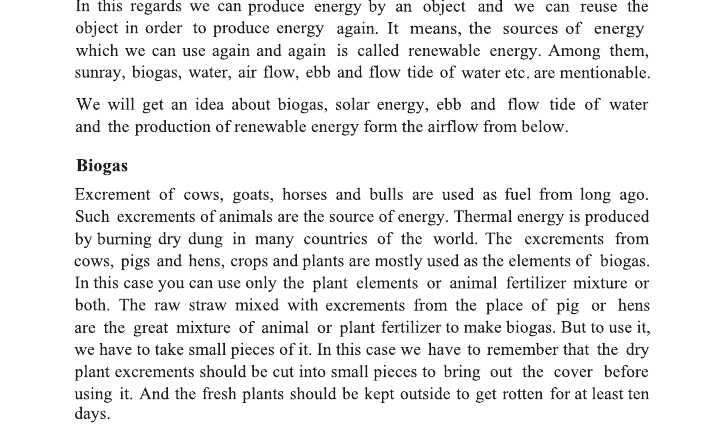 In this regards we can produce energy by an object and we can reuse the
object in order to produce energy again. It means, the sources of energy
which we can use again and again is called renewable energy. Among them,
sunray, biogas, water, air flow, ebb and flow tide of water etc. are mentionable.
We will get an idea about biogas, solar energy, ebb and flow tide of water
and the production of renewable energy form the airflow from below.
Biogas
Excrement of cows, goats, horses and bulls are used as fuel from long ago.
Such excrements of animals are the source of energy. Thermal energy is produced
by burning dry dung in many countries of the world. The excrements from
cows, pigs and hens, crops and plants are mostly used as the elements of biogas.
In this case you can use only the plant elements or animal fertilizer mixture or
both. The raw straw mixed with excrements from the place of pig or hens
are the great mixture of animal or plant fertilizer to make biogas. But to use it,
we have to take small pieces of it. In this case we have to remember that the dry
plant excrements should be cut into small pieces to bring out the cover before
using it. And the fresh plants should be kept outside to get rotten for at least ten
days.